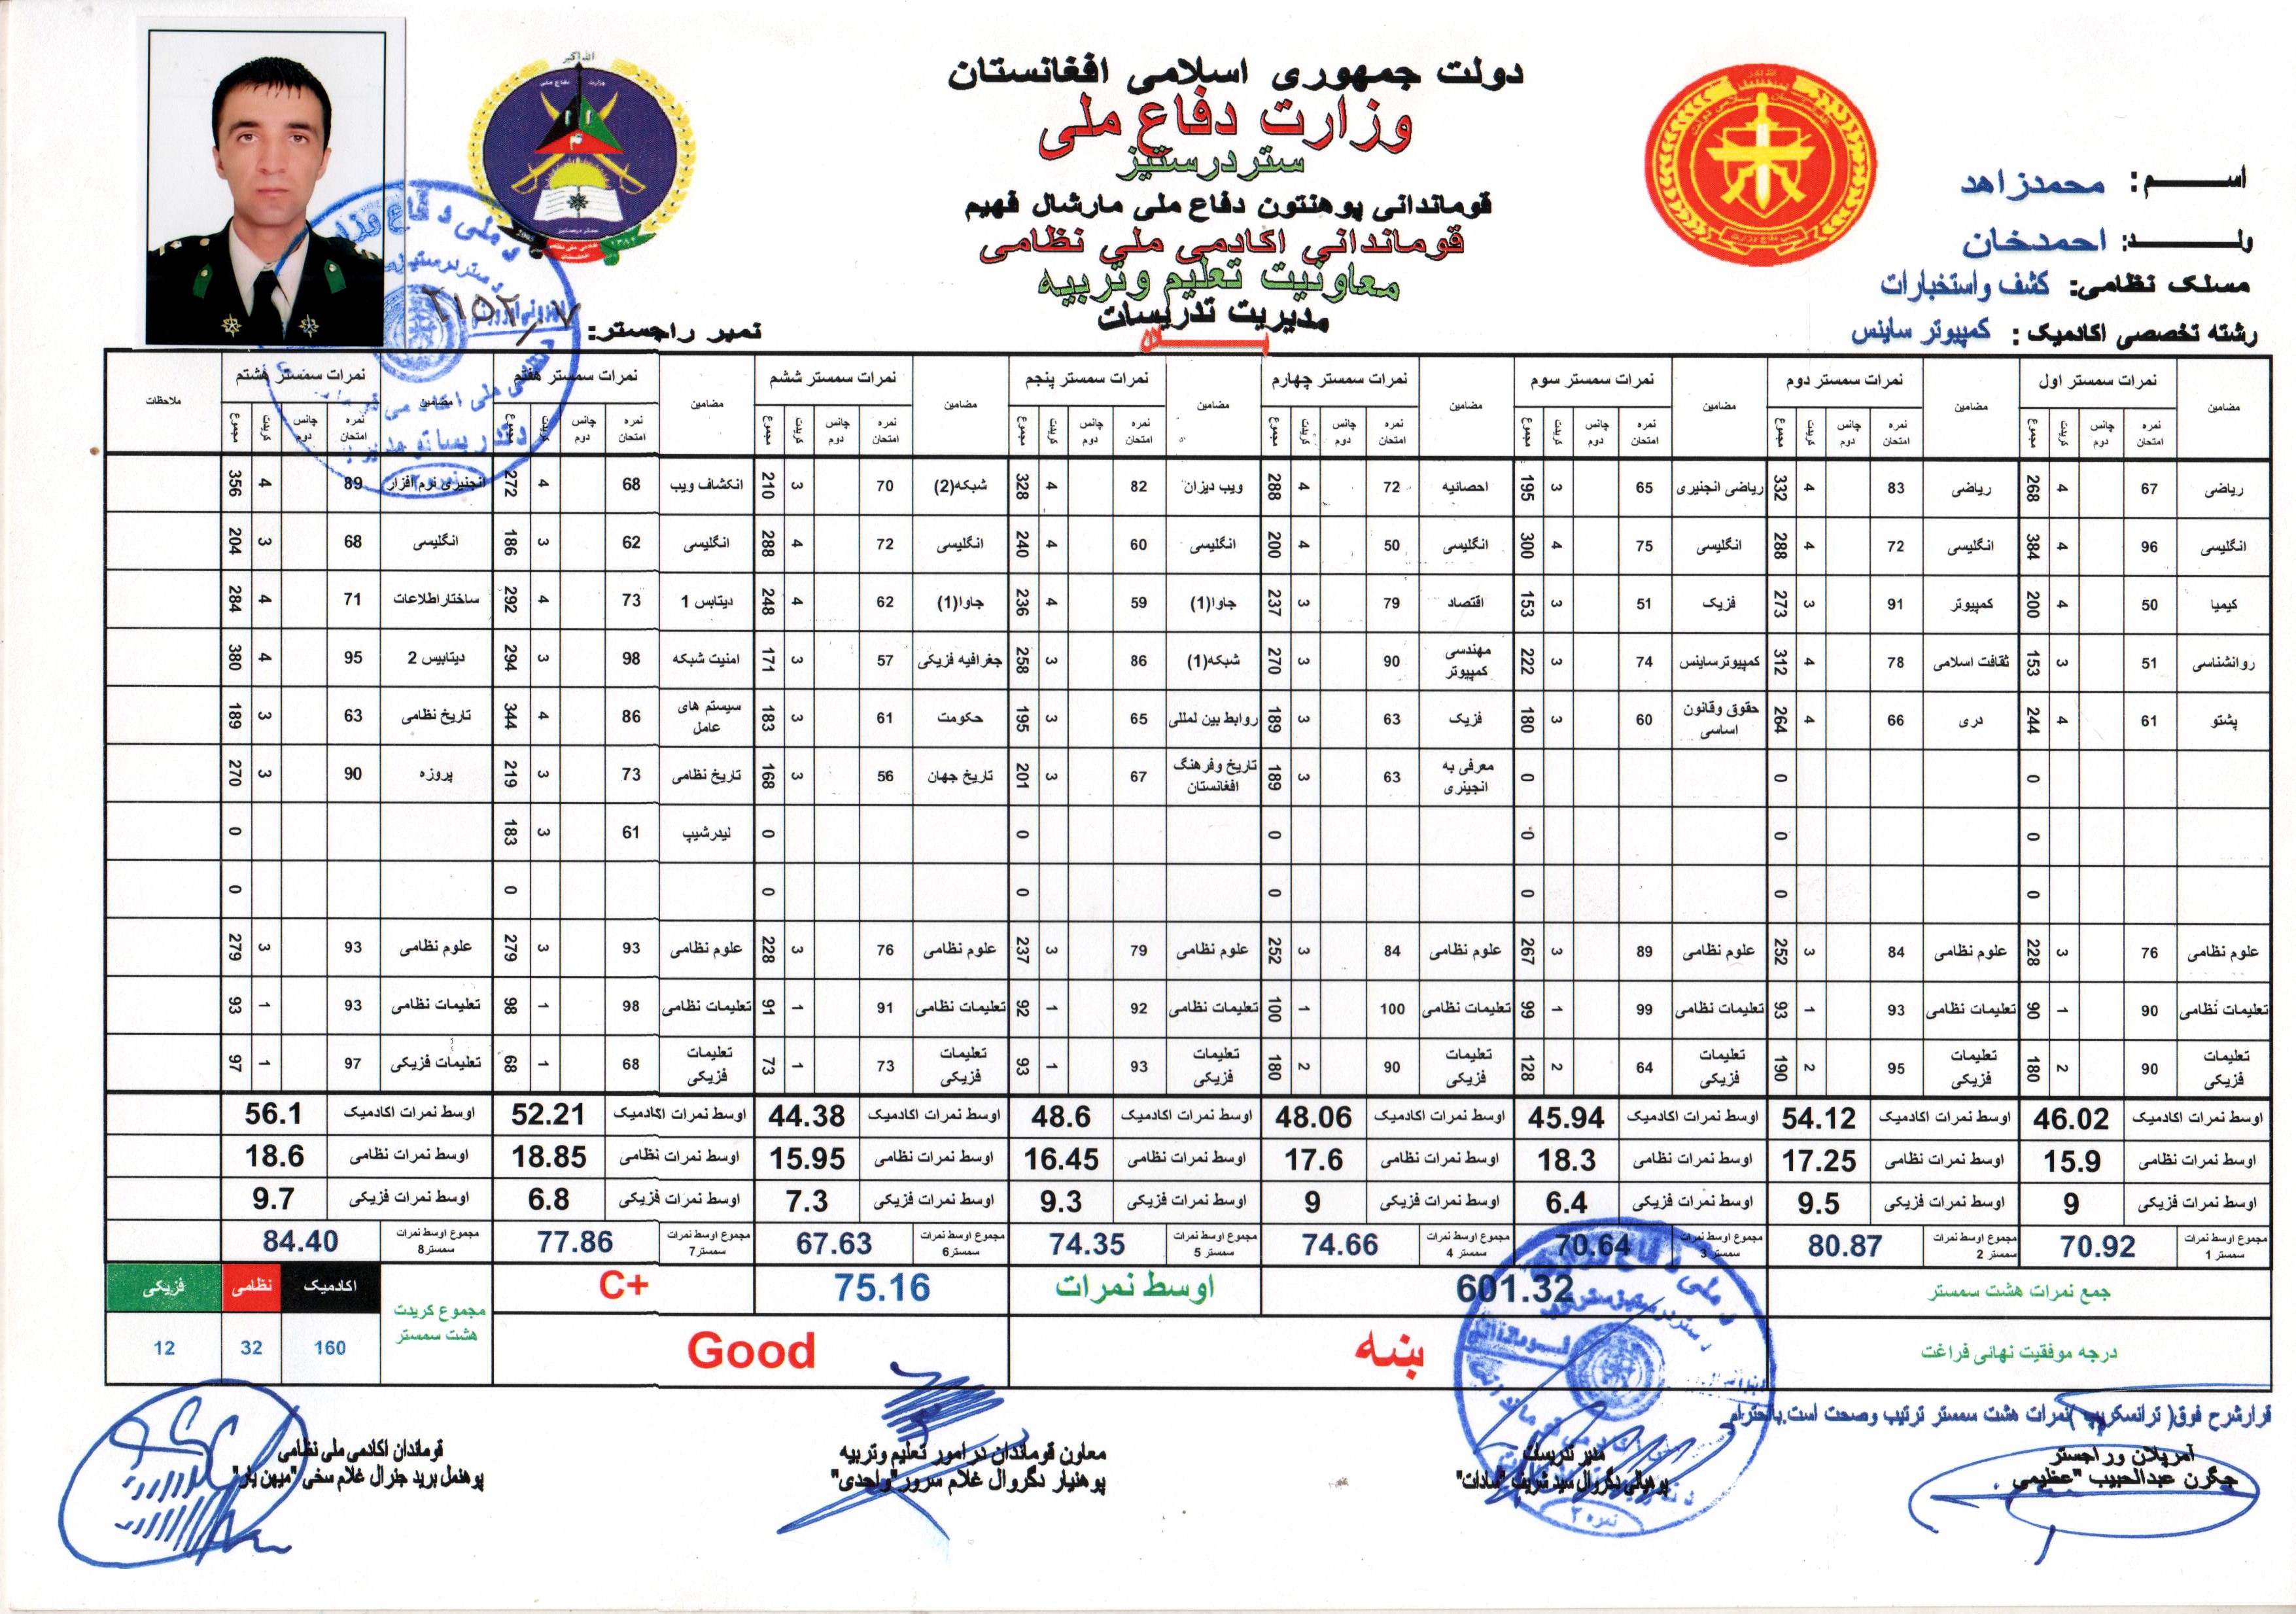 دولت جمهوری اسلامی افغانستان
وزارت دفاع ملی
ستردرستیز
قوماندانی پوهنتون دفاع ملی مارشال فهیم
قوماندانی اکادمی ملی نظامی
معاونیت تعلیم وتربیه
مدیریت تدریسات
اســــم: محمدزاهد
ولـــــد: احمدخان
مسلک نظامی: کشف واستخبارات
رشته تخصصی اکادمیک : کمپیوتر ساینس
نمبر راجستر:
مضامین نمرات سمستر اول مضامین نمرات سمستر دوم مضامین نمرات سمستر سوم مضامین نمرات سمستر چهارم مضامین نمرات سمستر پنجم مضامین نمرات سمستر ششم مضامین نمرات سمستر هفتم مضامین نمرات سمستر هشتم ملاحظات
نمره امتحان چانس دوم کریدت مجموع نمره امتحان چانس دوم کریدت مجموع نمره امتحان چانس دوم کریدت مجموع نمره امتحان چانس دوم کریدت مجموع نمره امتحان چانس دوم کریدت مجموع نمره امتحان چانس دوم کریدت مجموع نمره امتحان چانس دوم کریدت مجموع نمره امتحان چانس دوم کریدت مجموع
ریاضی 67 4 268 ریاضی 83 4 332 ریاضی انجنیری 65 3 195 احصائیه 72 4 288 ویب دیزان 82 4 328 شبکه(2) 70 3 210 انکشاف ویب 68 4 272 انجنیری نرم افزار 89 4 356
انگلیسی 96 4 384 انگلیسی 72 4 288 انگلیسی 75 4 300 انگلیسی 50 4 200 انگلیسی 60 4 240 انگلیسی 72 4 288 انگلیسی 62 3 186 انگلیسی 68 3 204
کیمیا 50 4 200 کمپیوتر 91 3 273 فزیک 51 3 153 اقتصاد 79 3 237 جاوا(1) 59 4 236 جاوا(1) 62 4 248 دیتابس 1 73 4 292 ساختاراطلاعات 71 4 284
روانشناسی 51 3 153 ثقافت اسلامی 78 4 312 کمپیوترساینس 74 3 222 مهندسی کمپیوتر 90 3 270 شبکه(1) 86 3 258 جغرافیه فزیکی 57 3 171 امنیت شبکه 98 3 294 دیتابیس 2 95 4 380
پشتو 61 4 244 دری 66 4 264 حقوق وقانون اساسی 60 3 180 فزیک 63 3 189 روابط بین لمللی 65 3 195 حکومت 61 3 183 سیستم های عامل 86 4 344 تاریخ نظامی 63 3 189
0 0 0 معرفی به انجینری 63 3 189 تاریخ وفرهنگ افغانستان 67 3 201 تاریخ جهان 56 3 168 تاریخ نظامی 73 3 219 پروزه 90 3 270
0 0 0 0 0 0 لیدرشیپ 61 3 183 0
0 0 0 0 0 0 0 0
علوم نظامی 76 3 228 علوم نظامی 84 3 252 علوم نظامی 89 3 267 علوم نظامی 84 3 252 علوم نظامی 79 3 237 علوم نظامی 76 3 228 علوم نظامی 93 3 279 علوم نظامی 93 3 279
تعلیمات نظامی 90 1 90 تعلیمات نظامی 93 1 93 تعلیمات نظامی 99 1 99 تعلیمات نظامی 100 1 100 تعلیمات نظامی 92 1 92 تعلیمات نظامی 91 1 91 تعلیمات نظامی 98 1 98 تعلیمات نظامی 93 1 93
تعلیمات فزیکی 90 2 180 تعلیمات فزیکی 95 2 190 تعلیمات فزیکی 64 2 128 تعلیمات فزیکی 90 2 180 تعلیمات فزیکی 93 1 93 تعلیمات فزیکی 73 1 73 تعلیمات فزیکی 68 1 68 تعلیمات فزیکی 97 1 97
اوسط نمرات اکادمیک 46.02 اوسط نمرات اکادمیک 54.12 اوسط نمرات اکادمیک 45.94 اوسط نمرات اکادمیک 48.06 اوسط نمرات اکادمیک 48.6 اوسط نمرات اکادمیک 44.38 اوسط نمرات اکادمیک 52.21 اوسط نمرات اکادمیک 56.1
اوسط نمرات نظامی 15.9 اوسط نمرات نظامی 17.25 اوسط نمرات نظامی 18.3 اوسط نمرات نظامی 17.6 اوسط نمرات نظامی 16.45 اوسط نمرات نظامی 15.95 اوسط نمرات نظامی 18.85 اوسط نمرات نظامی 18.6
اوسط نمرات فزیکی 9 اوسط نمرات فزیکی 9.5 اوسط نمرات فزیکی 6.4 اوسط نمرات فزیکی 9 اوسط نمرات فزیکی 9.3 اوسط نمرات فزیکی 7.3 اوسط نمرات فزیکی 6.8 اوسط نمرات فزیکی 9.7
مجموع اوسط نمرات سمستر 1 70.92 مجموع اوسط نمرات سمستر 2 80.87 مجموع اوسط نمرات سمستر 3 70.64 مجموع اوسط نمرات سمستر 4 74.66 مجموع اوسط نمرات سمستر 5 74.35 مجموع اوسط نمرات سمستر6 67.63 مجموع اوسط نمرات سمستر7 77.86 مجموع اوسط نمرات سمستر8 84.40
جمع نمرات هشت سمستر 601.32 اوسط نمرات 75.16 C+
درجه موفقیت نهائی فراغت ښه Good
مجموع کریدت هشت سمستر
اکادمیک نظامی فزیکی
160 32 12
قرارشرح فوق( ترانسکریپ )نمرات هشت سمستر ترتیب وصحت است.بااحترام
آمرپلان وراجستر
جگرن عبدالحبیب "عظیمی"
مدیر تدریسات
پوهیالی دگروال سید شریف "سادات"
معاون قوماندان در امور تعلیم وتربیه
پوهنیار دگروال غلام سرور "واحدی"
قوماندان اکادمی ملی نظامی
پوهنمل برید جنرال غلام سخی "میهن یار"